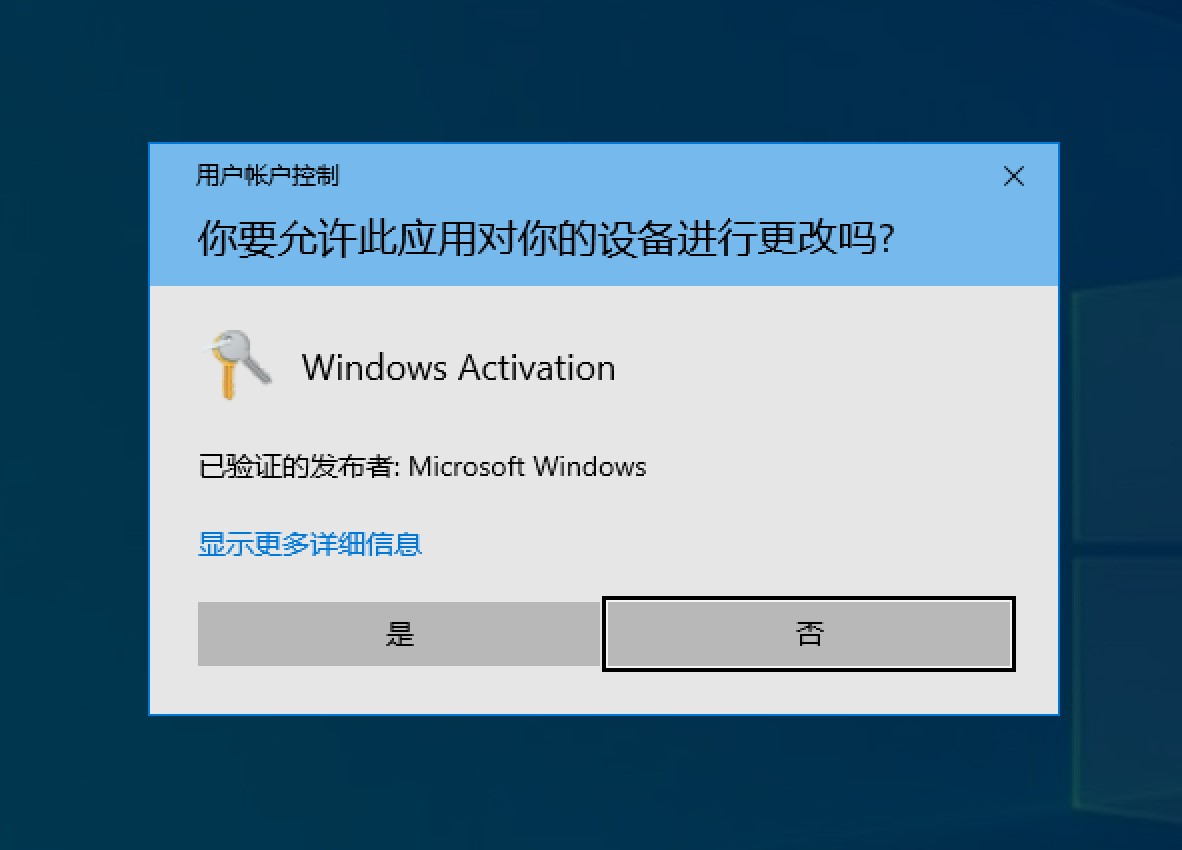 用户帐户控制
你要允许此应用对你的设备进行更改吗?
Windows Activation
已验证的发布者: Microsoft Windows
显示更多详细信息
是
否